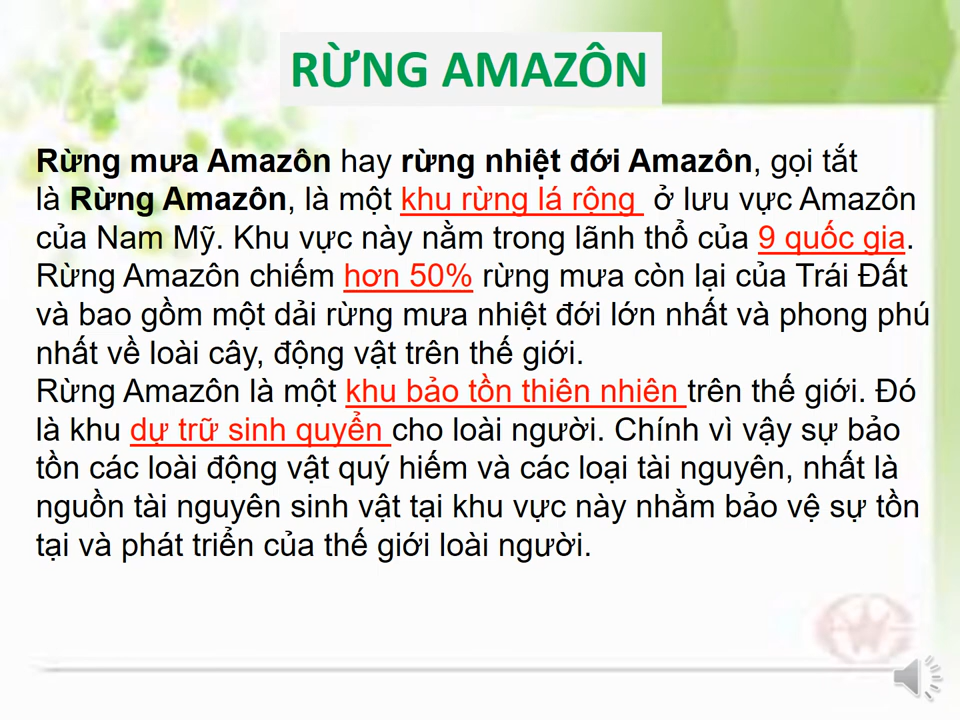 RỪNG AMAZÔN
Rừng mưa Amazôn hay rừng nhiệt đới Amazôn, gọi tắt
là Rừng Amazôn, là một khu rừng lá rộng ở lưu vực Amazôn
của Nam Mỹ. Khu vực này nằm trong lãnh thổ của 9 quốc gia.
Rừng Amazôn chiếm hơn 50% rừng mưa còn lại của Trái Đất
và bao gồm một dải rừng mưa nhiệt đới lớn nhất và phong phú
nhất về loài cây, động vật trên thế giới.
Rừng Amazôn là một khu bảo tồn thiên nhiên trên thế giới. Đó
là khu dự trữ sinh quyển cho loài người. Chính vì vậy sự bảo
tồn các loài động vật quý hiếm và các loại tài nguyên, nhất là
nguồn tài nguyên sinh vật tại khu vực này nhằm bảo vệ sự tồn
tại và phát triển của thế giới loài người.